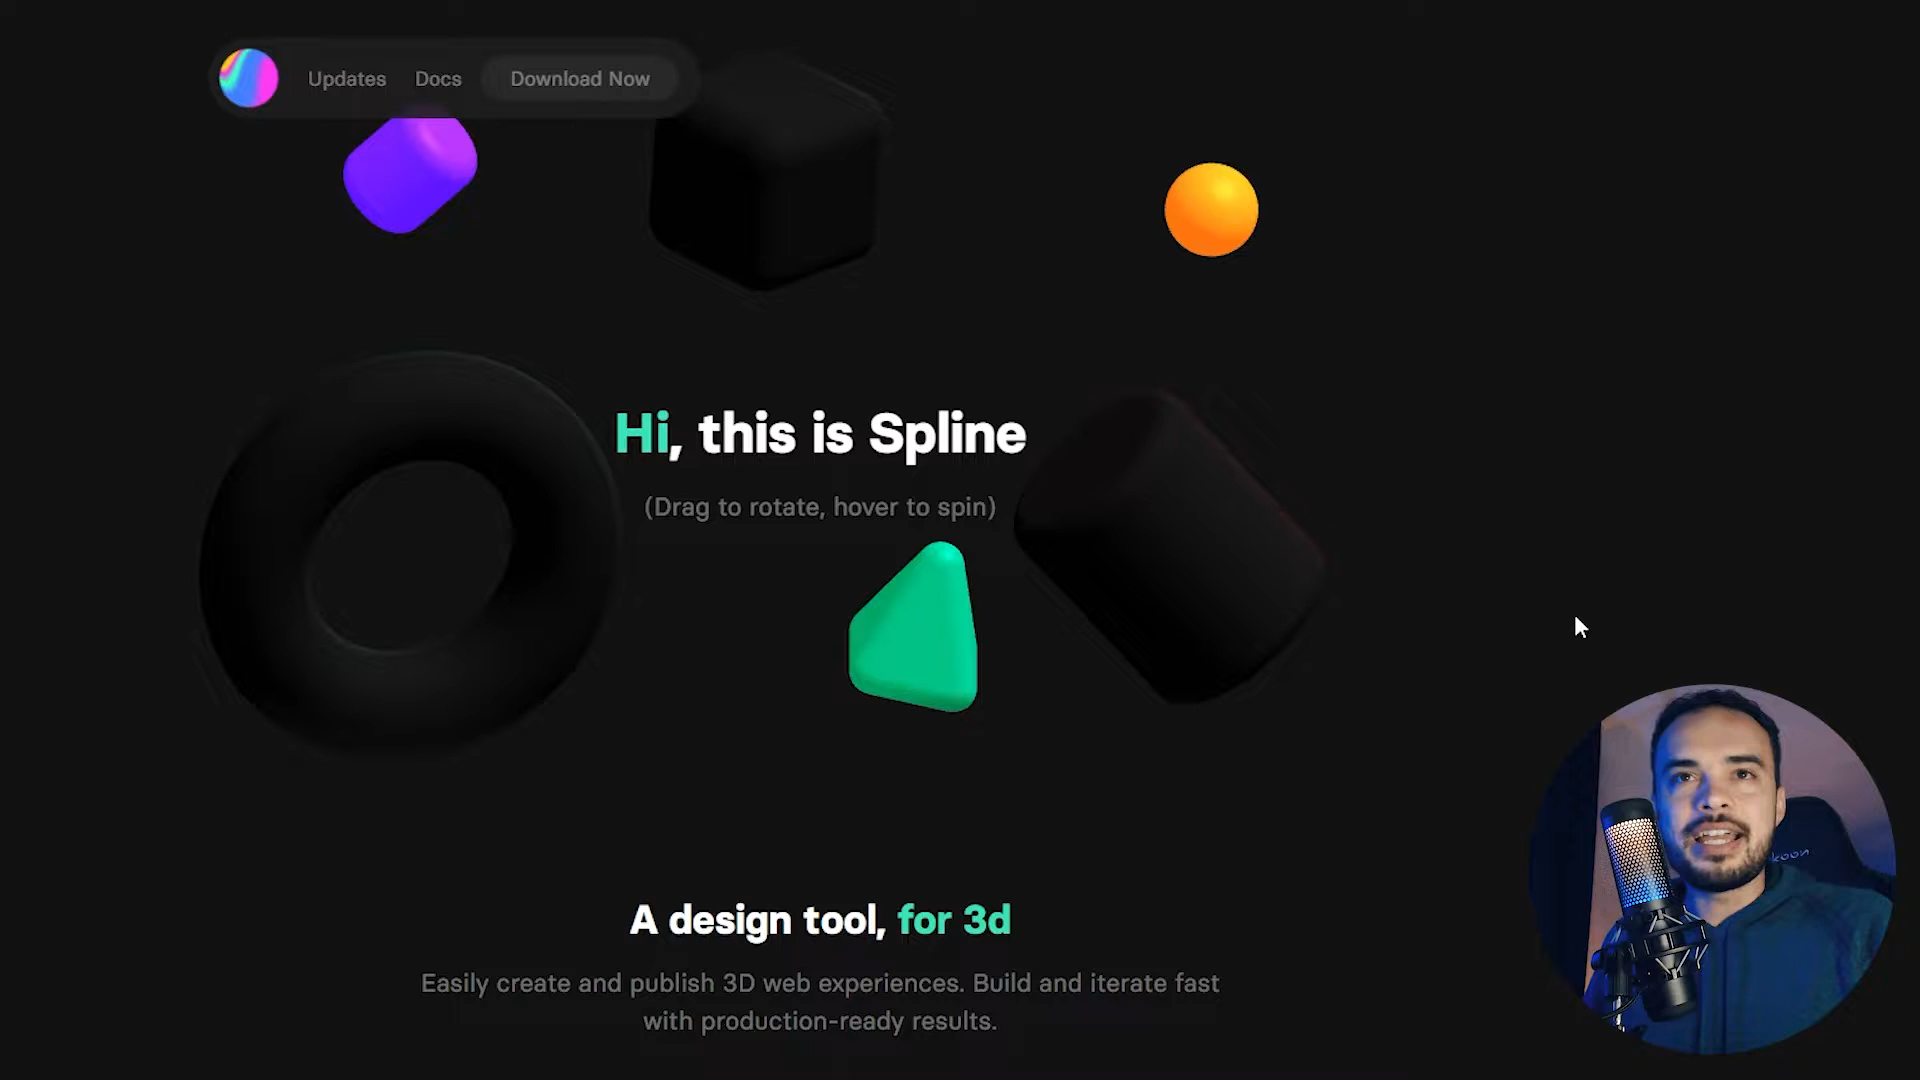 Updates Docs Download Now
Hi, this is Spline
(Drag to rotate, hover to spin)
A design tool, for 3d
Easily create and publish 3D web experiences. Build and iterate fast
with production-ready results.